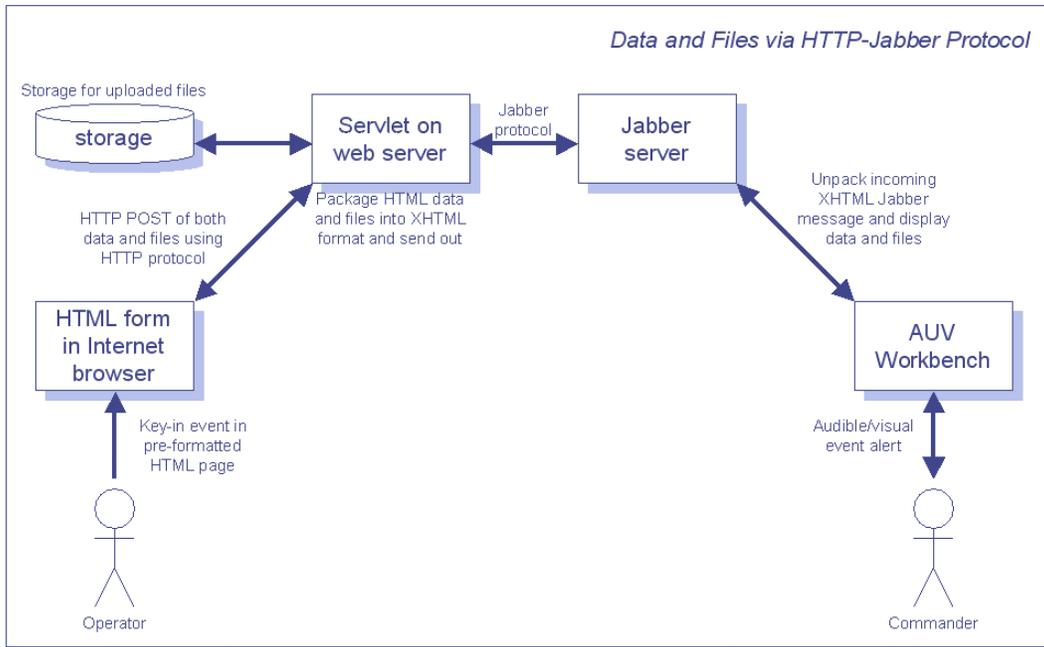 Data and Files via HTTP-Jabber Protocol
Storage for uploaded files
storage
Servlet on
web server
Jabber
protocol
Jabber
server
HTTP POST of both
data and files using
HTTP protocol
Package HTML data
and files into XHTML
format and send out
Unpack incoming
XHTML Jabber
message and display
data and files
HTML form
in Internet
browser
AUV
Workbench
Key-in event in
pre-formatted
HTML page
Audible/visual
event alert
Operator
Commander